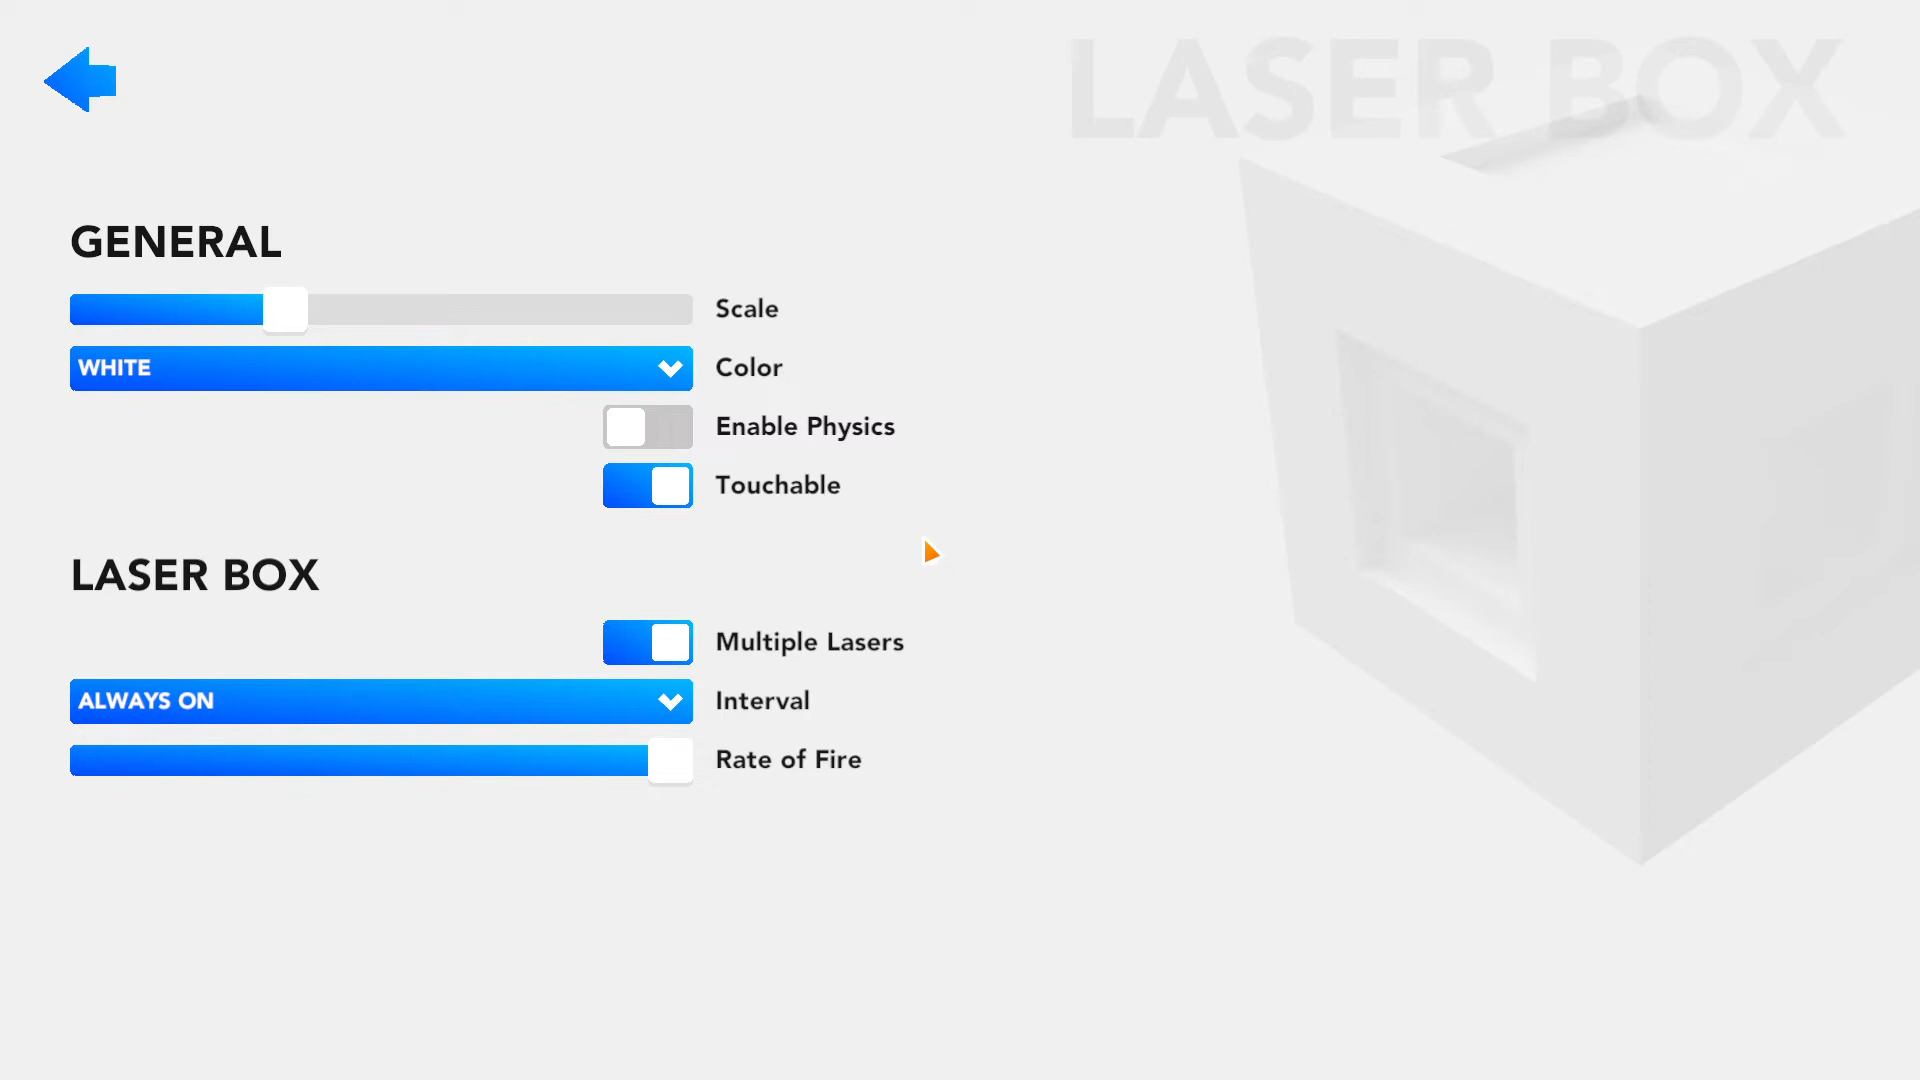 LASER BOX
GENERAL
Scale
WHITE
Color
Enable Physics
Touchable
LASER BOX
Multiple Lasers
ALWAYS ON
Interval
Rate of Fire